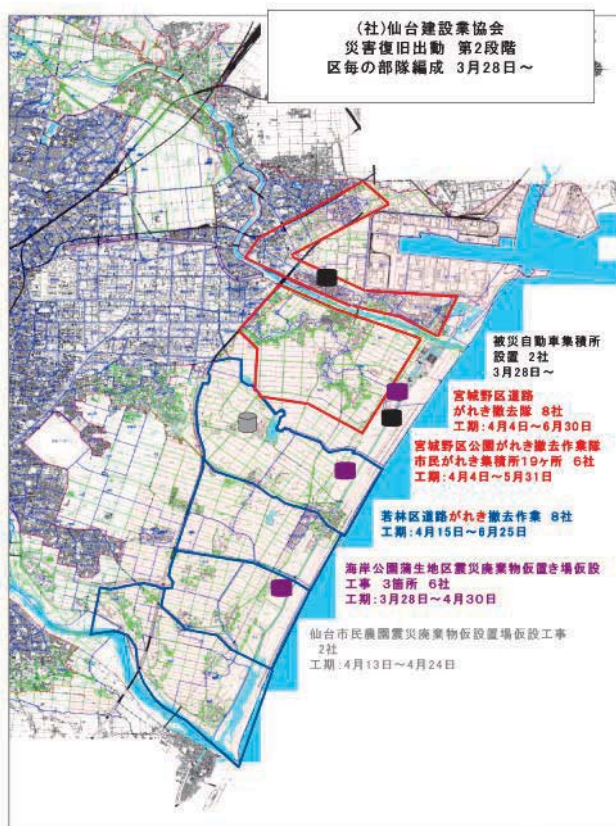 (社)仙台建設業協会
災害復旧出動 第2段階
区毎の部隊編成 3月28日～
被災自動車集積所
設置 2社
3月28日～
宮城野区道路
がれき撤去隊 8社
工期:4月4日～6月30日
宮城野区公園がれき撤去作業隊
市民がれき集積所19ヶ所 6社
工期:4月4日～5月31日
若林区道路がれき撤去作業 8社
工期:4月15日～6月25日
海岸公園蒲生地区震災廃棄物仮置き場仮設
工事 3箇所 6社
工期:3月28日～4月30日
仙台市民農園震災廃棄物仮設置場仮設工事
2社
工期:4月13日～4月24日